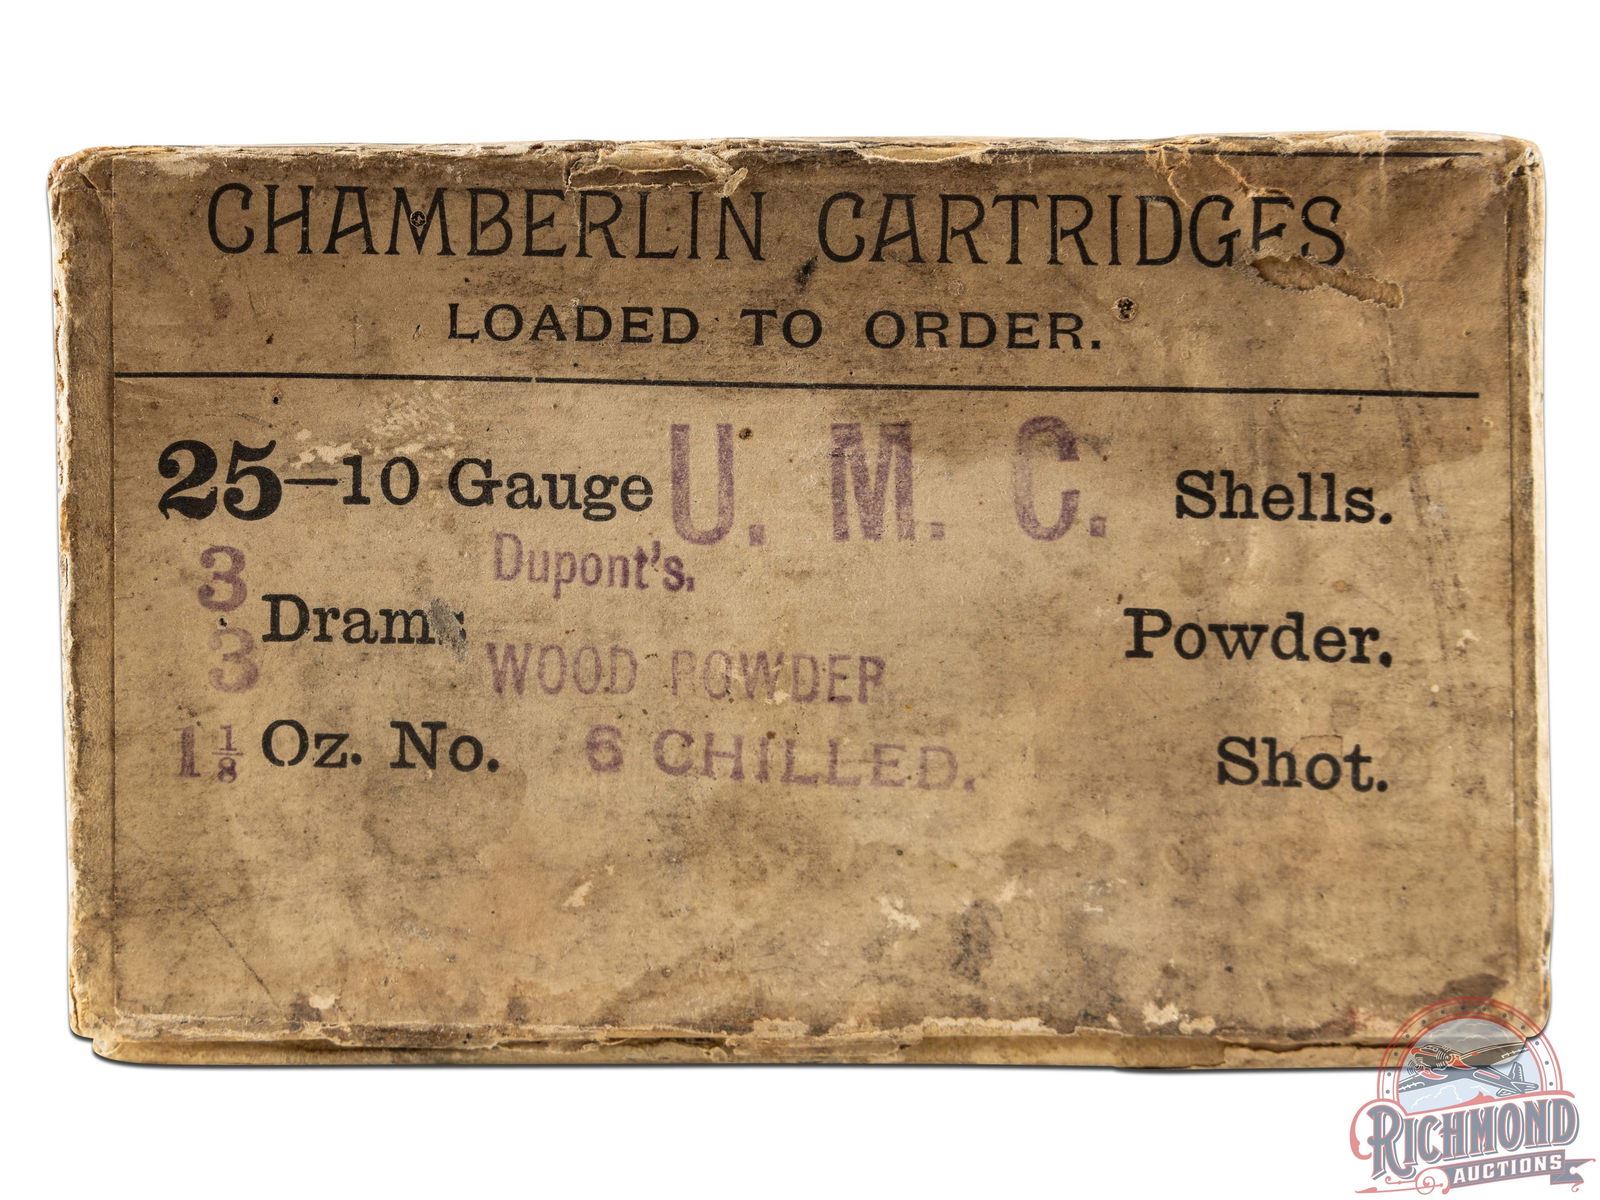 CHAMBERLIN CARTRIDGES
LOADED TO ORDER.
25–10 Gauge U. M. C. Shells.
3 Dupont's.
Drams Powder.
3 WOOD POWDER
1 1/8 Oz. No. 6 CHILLED. Shot.
RICHMOND
AUCTIONS